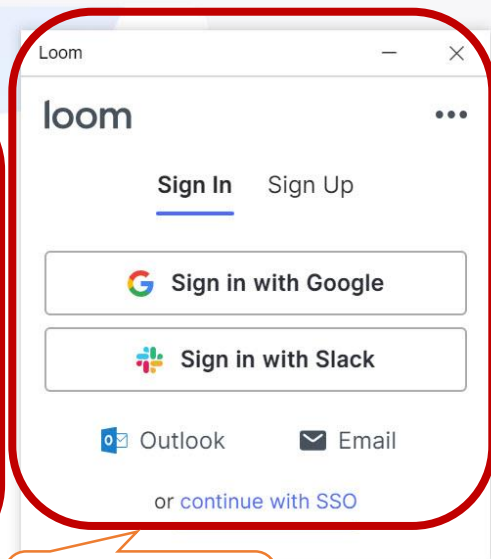 Loom
loom
Sign In Sign Up
Sign in with Google
Sign in with Slack
Outlook Email
or continue with SSO